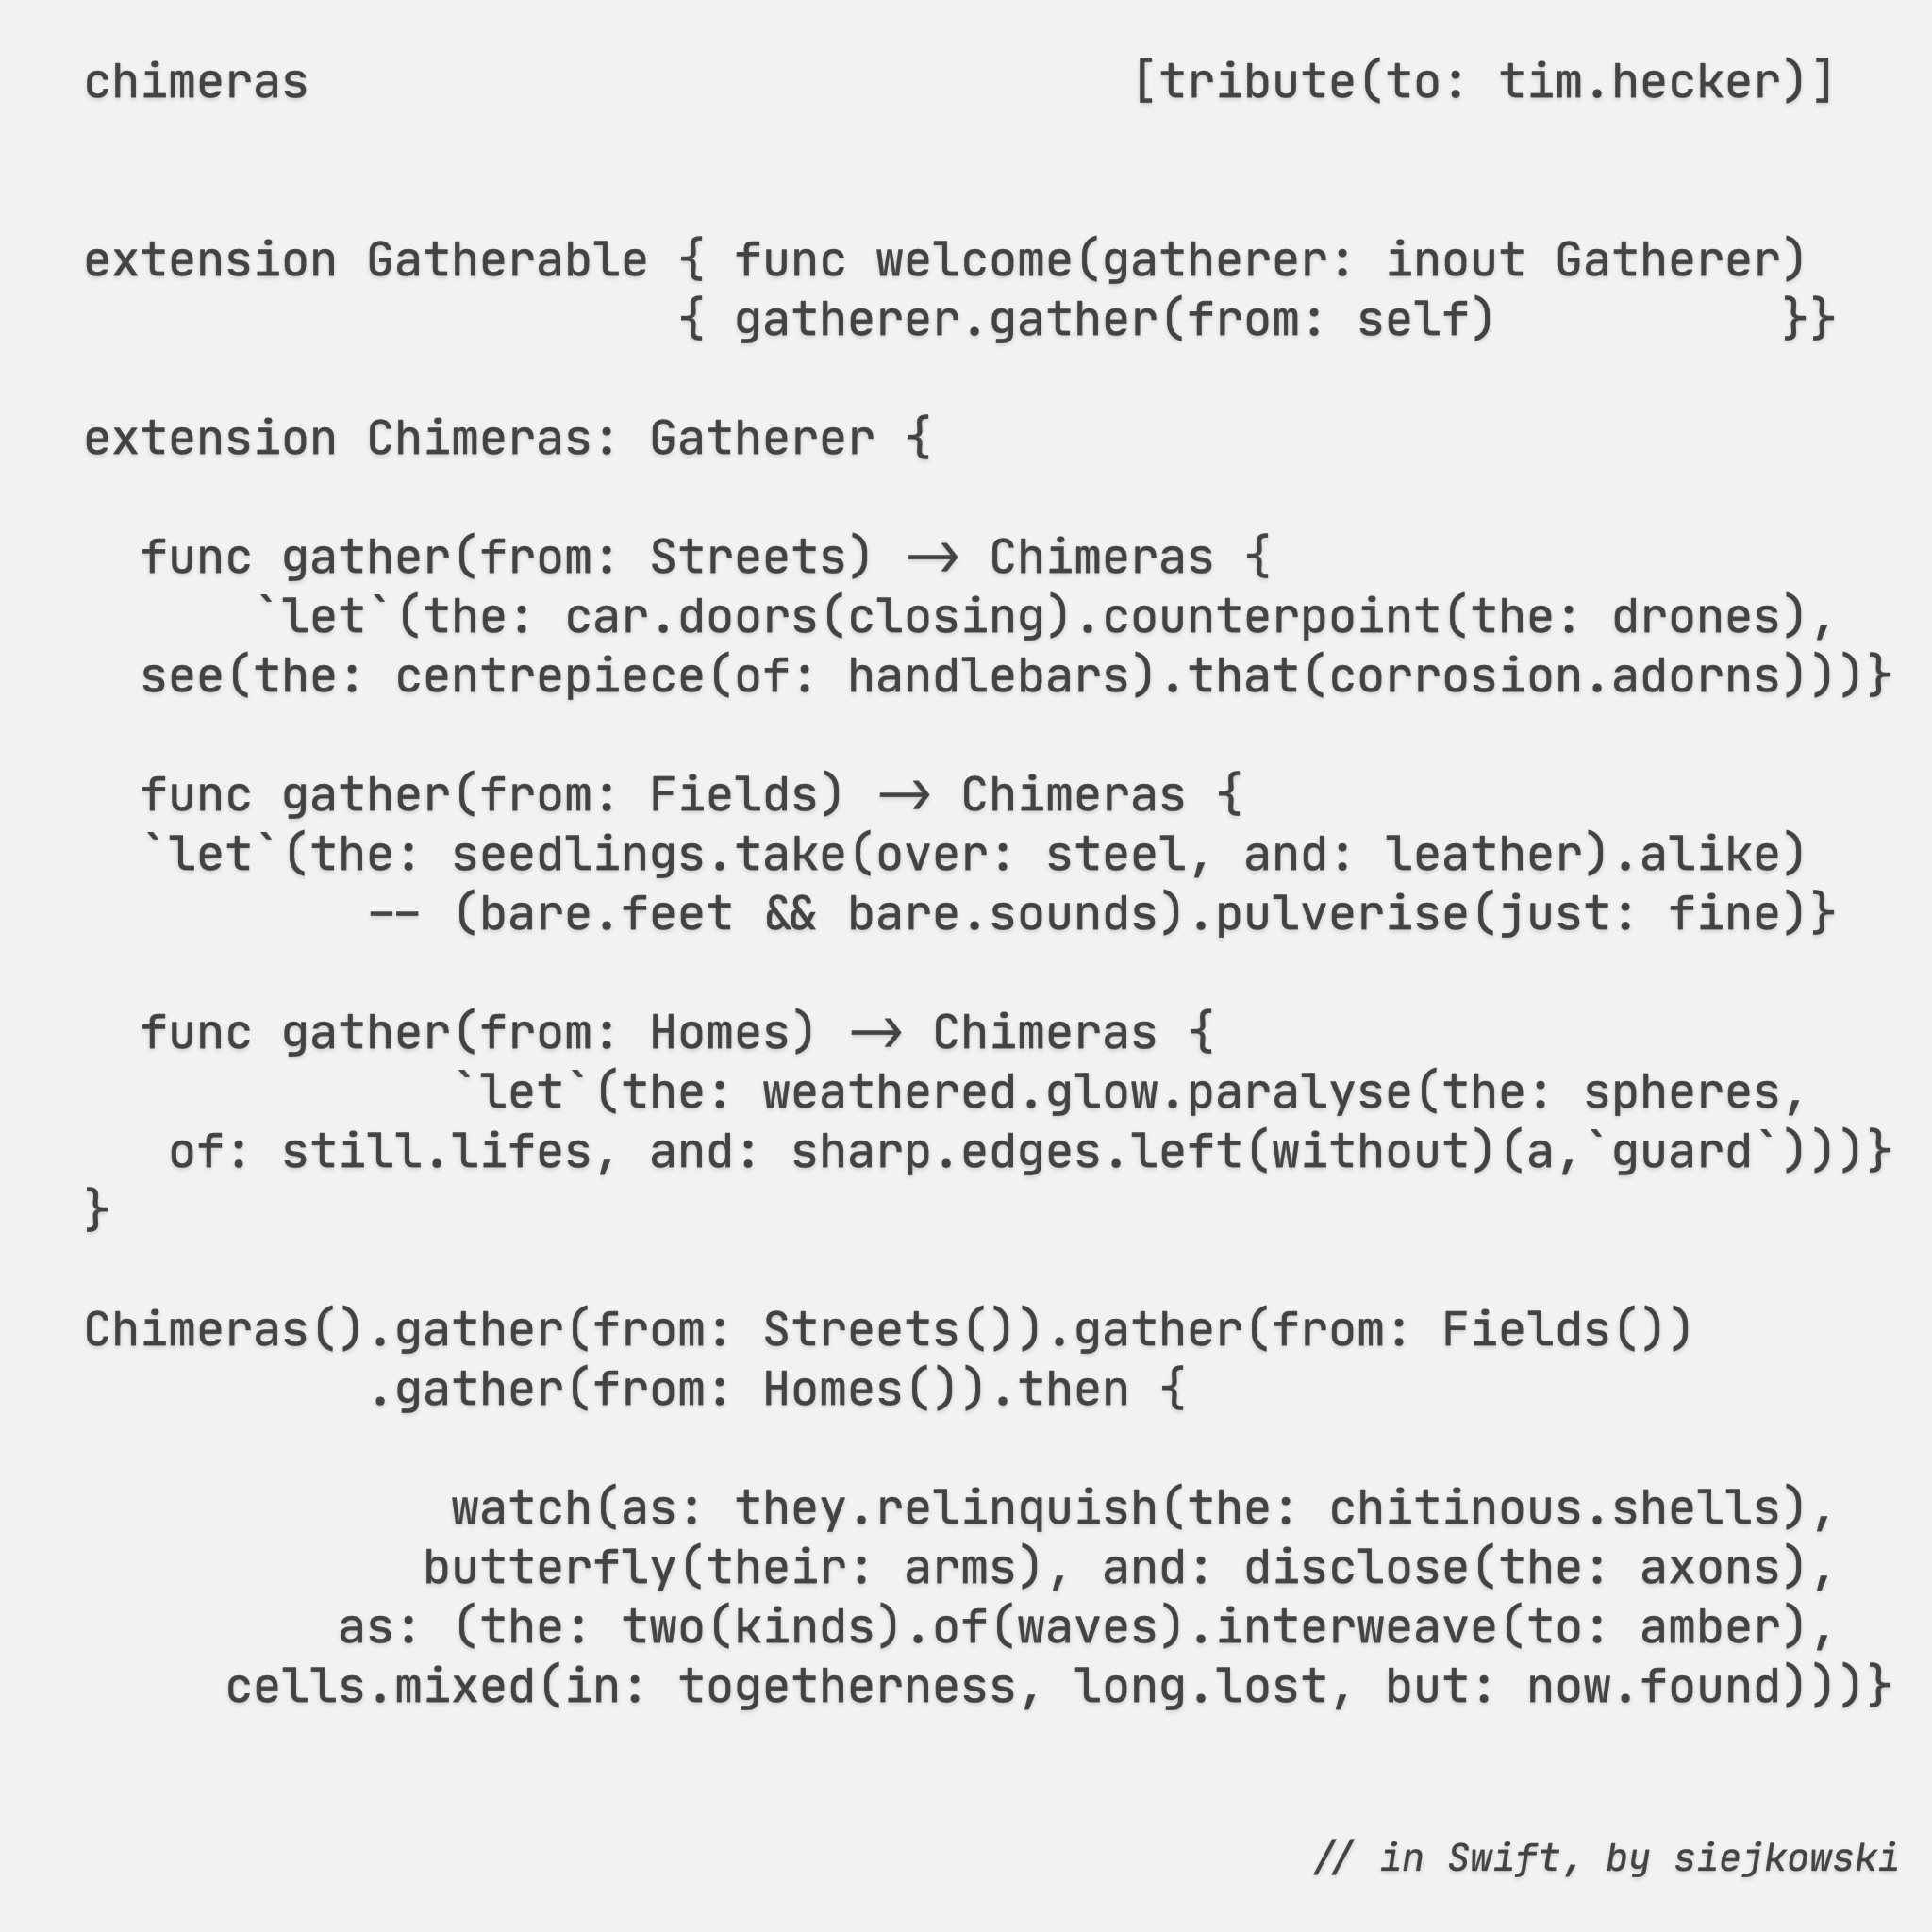 chimeras [tribute(to: tim.hecker)]
extension Gatherable { func welcome(gatherer: inout Gatherer)
{ gatherer.gather(from: self) }}
extension Chimeras: Gatherer {
func gather(from: Streets) -> Chimeras {
`let`(the: car.doors(closing).counterpoint(the: drones),
see(the: centrepiece(of: handlebars).that(corrosion.adorns)))}
func gather(from: Fields) -> Chimeras {
`let`(the: seedlings.take(over: steel, and: leather).alike)
-- (bare.feet && bare.sounds).pulverise(just: fine)}
func gather(from: Homes) -> Chimeras {
`let`(the: weathered.glow.paralyse(the: spheres,
of: still.lifes, and: sharp.edges.left(without)(a,`guard`)))}
}
Chimeras().gather(from: Streets()).gather(from: Fields())
.gather(from: Homes()).then {
watch(as: they.relinquish(the: chitinous.shells),
butterfly(their: arms), and: disclose(the: axons),
as: (the: two(kinds).of(waves).interweave(to: amber),
cells.mixed(in: togetherness, long.lost, but: now.found)))}
// in Swift, by siejkowski